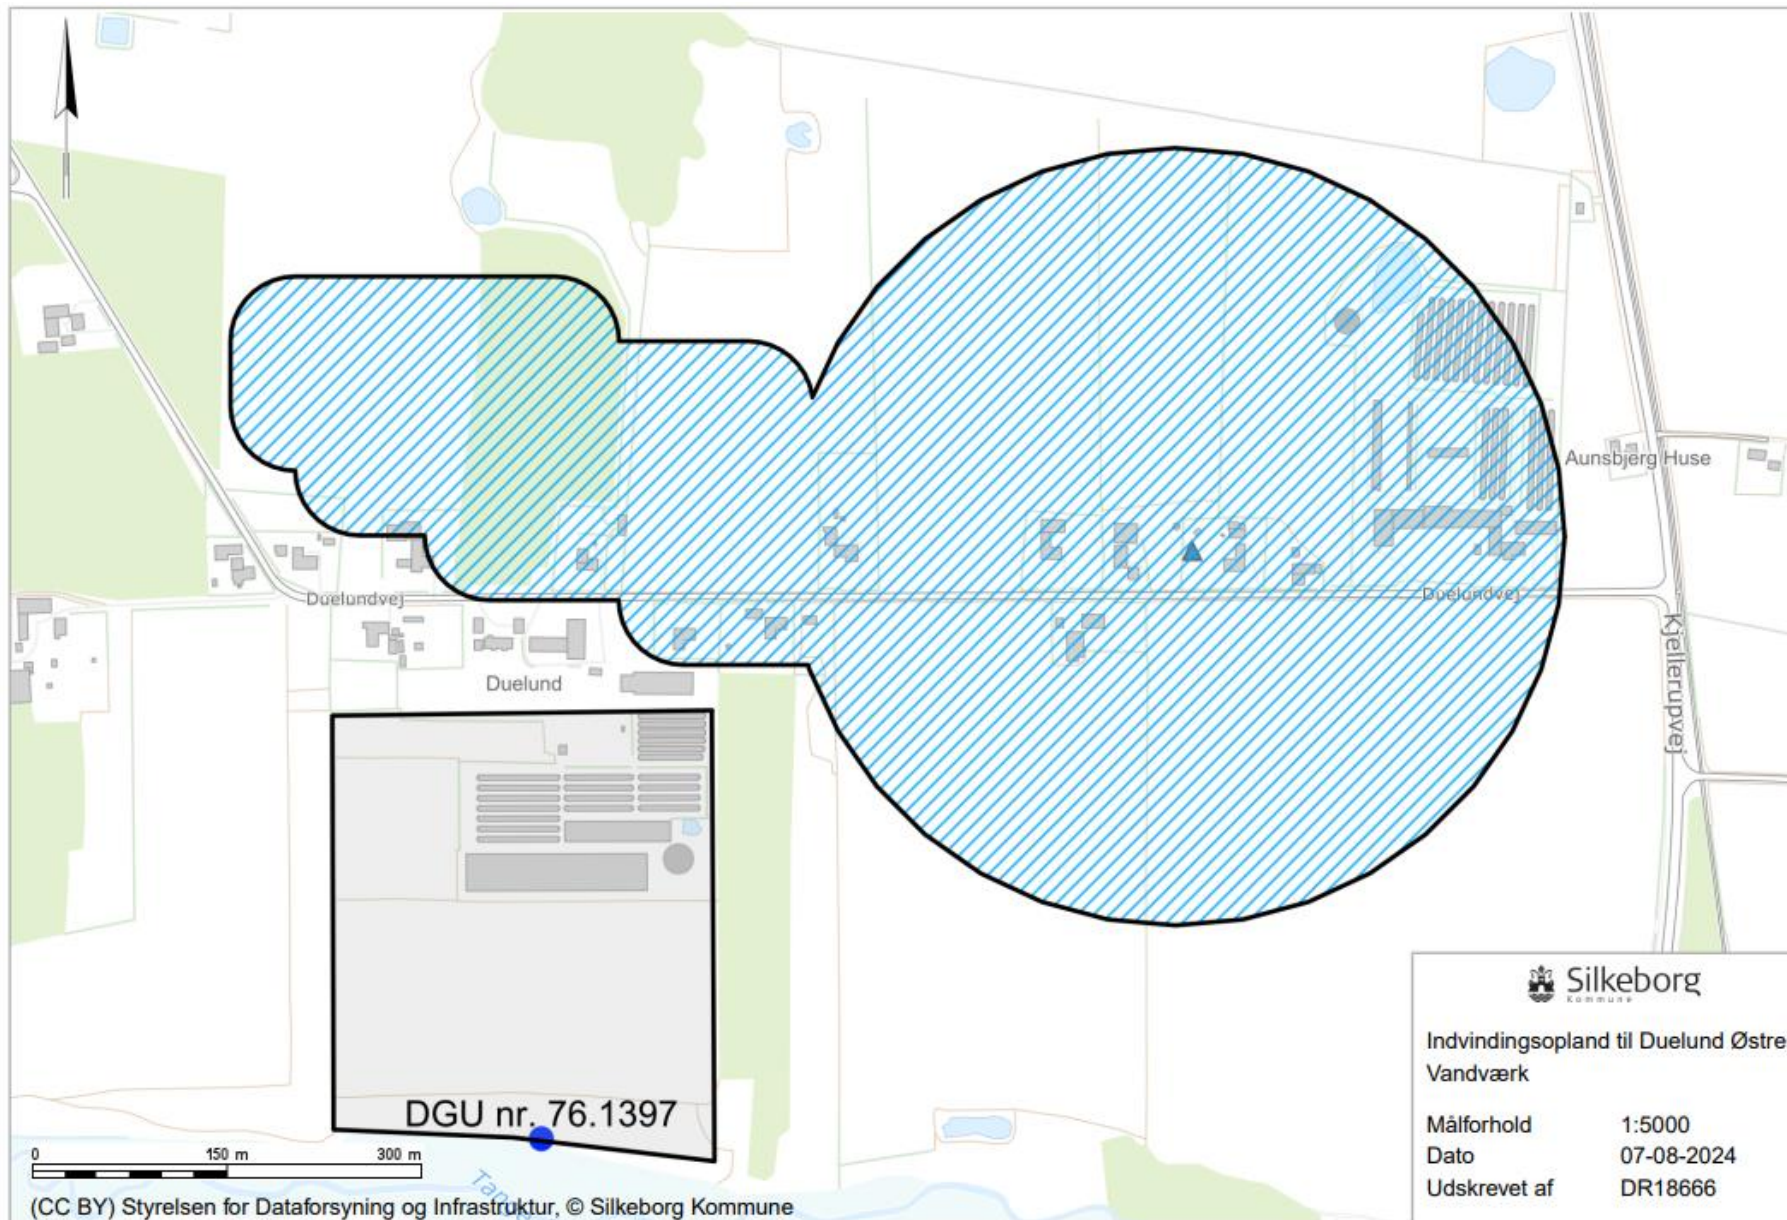 Aunsbjerg Huse
Duelundvej
Duelundvej
Kjellerupvej
Duelund
DGU nr. 76.1397
0 150 m 300 m
(CC BY) Styrelsen for Dataforsyning og Infrastruktur, © Silkeborg Kommune
Silkeborg
Kommune
Indvindingsopland til Duelund Østre
Vandværk
Målforhold 1:5000
Dato 07-08-2024
Udskrevet af DR18666